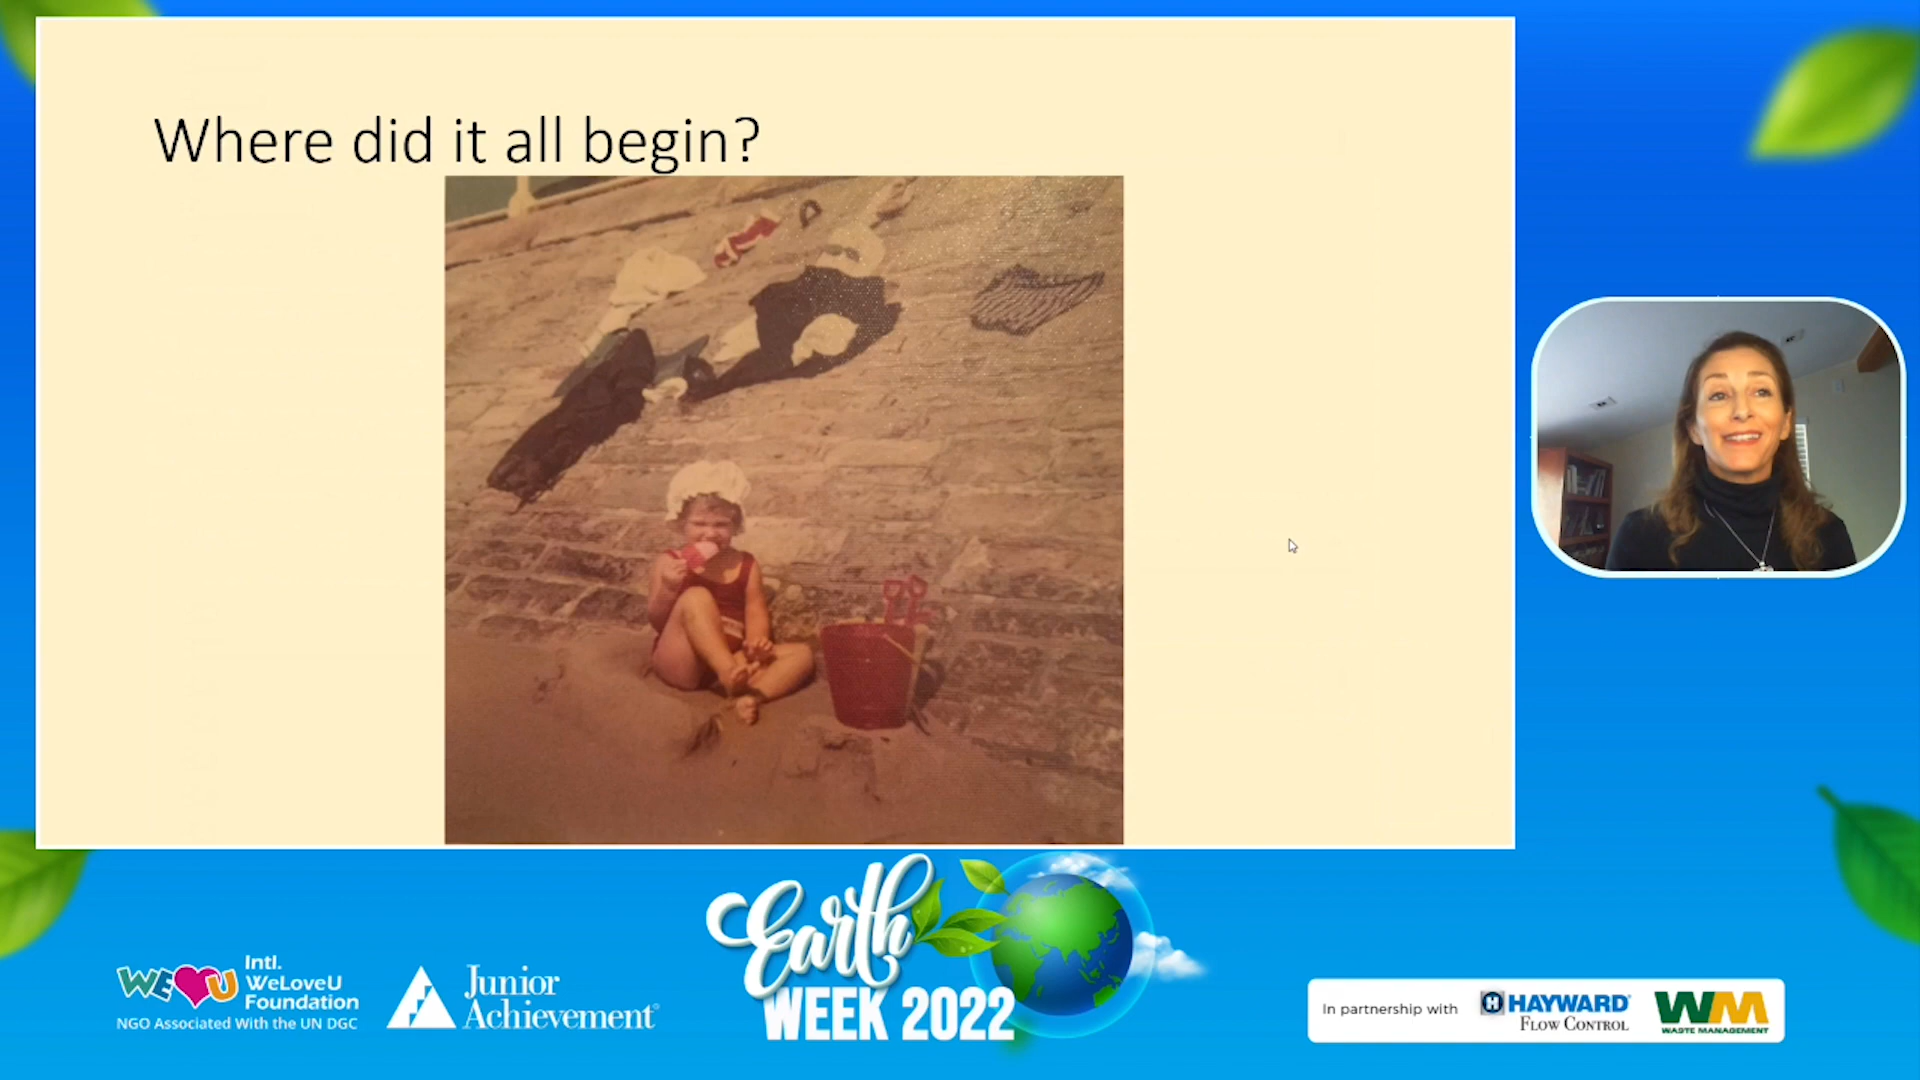 Where did it all begin?
Earth
WEEK 2022
WE U
Intl.
WeLoveU
Foundation
NGO Associated With the UN DGC
Junior
Achievement®
In partnership with
H HAYWARD®
FLOW CONTROL
WM
WASTE MANAGEMENT